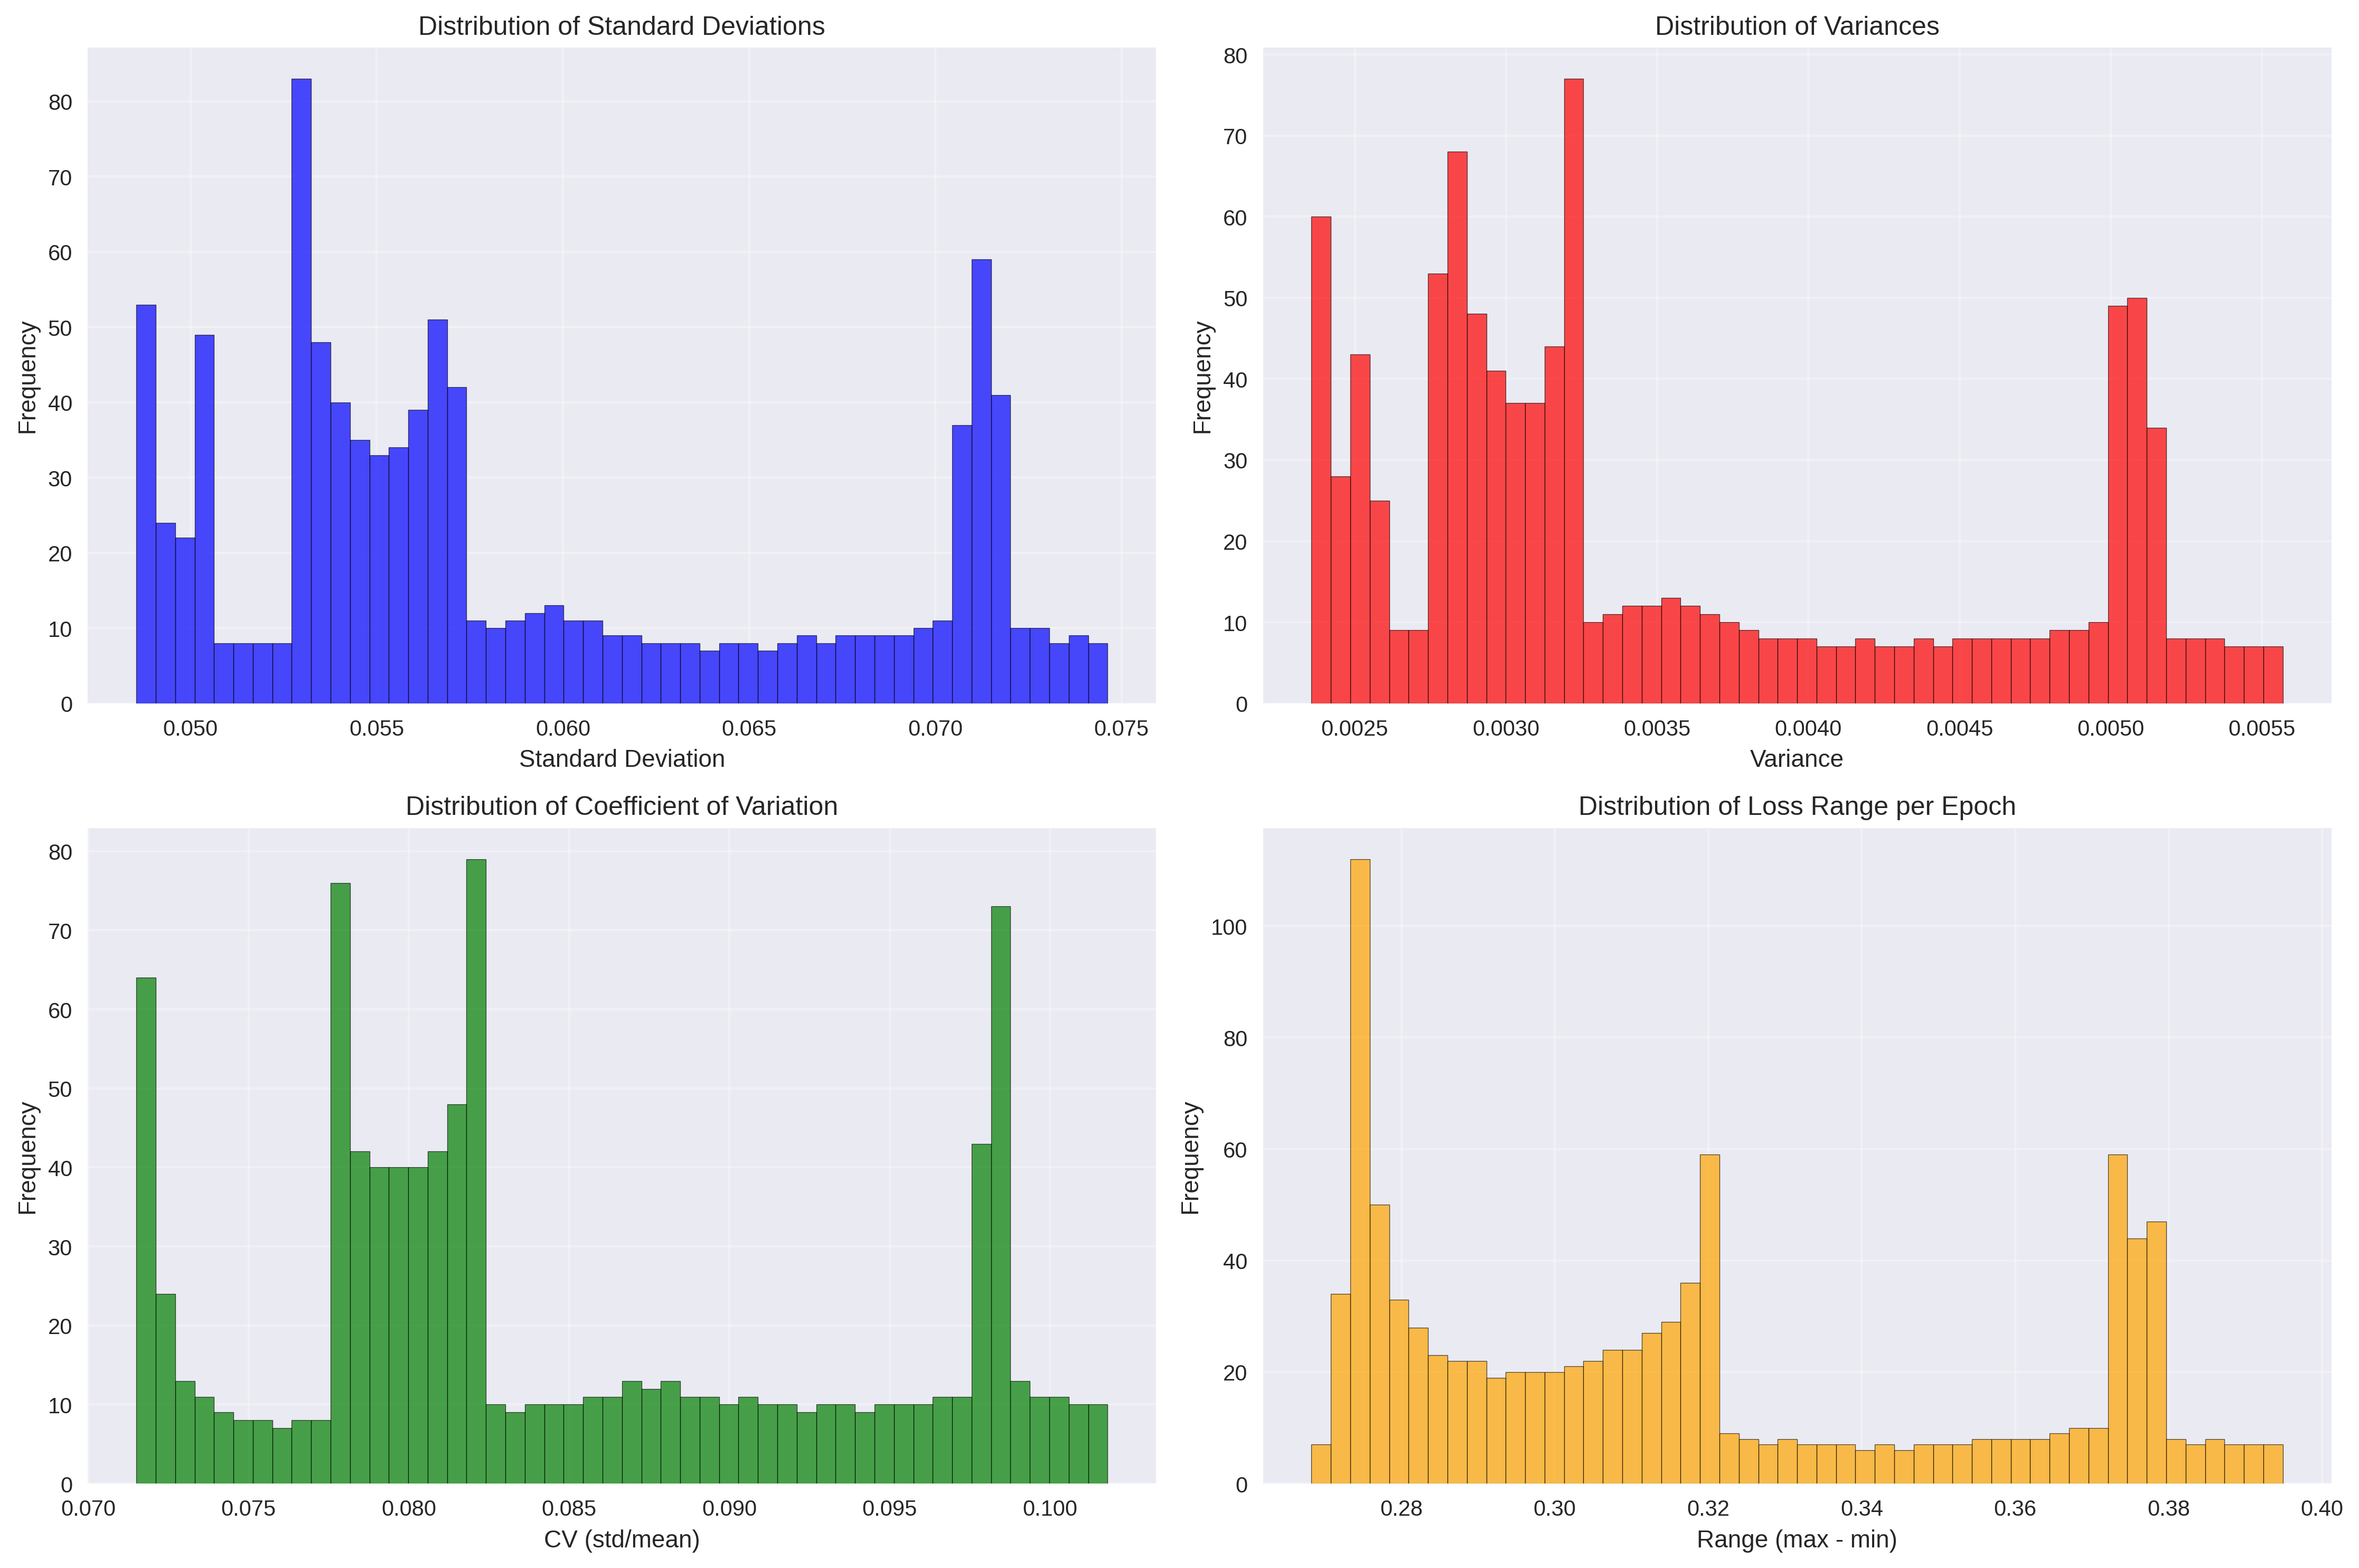 Distribution of Standard Deviations
80
70
60
50
40
30
20
10
0
Frequency
0.050 0.055 0.060 0.065 0.070 0.075
Standard Deviation
Distribution of Variances
80
70
60
50
40
30
20
10
0
Frequency
0.0025 0.0030 0.0035 0.0040 0.0045 0.0050 0.0055
Variance
Distribution of Coefficient of Variation
80
70
60
50
40
30
20
10
0
Frequency
0.070 0.075 0.080 0.085 0.090 0.095 0.100
CV (std/mean)
Distribution of Loss Range per Epoch
100
80
60
40
20
0
Frequency
0.28 0.30 0.32 0.34 0.36 0.38 0.40
Range (max - min)